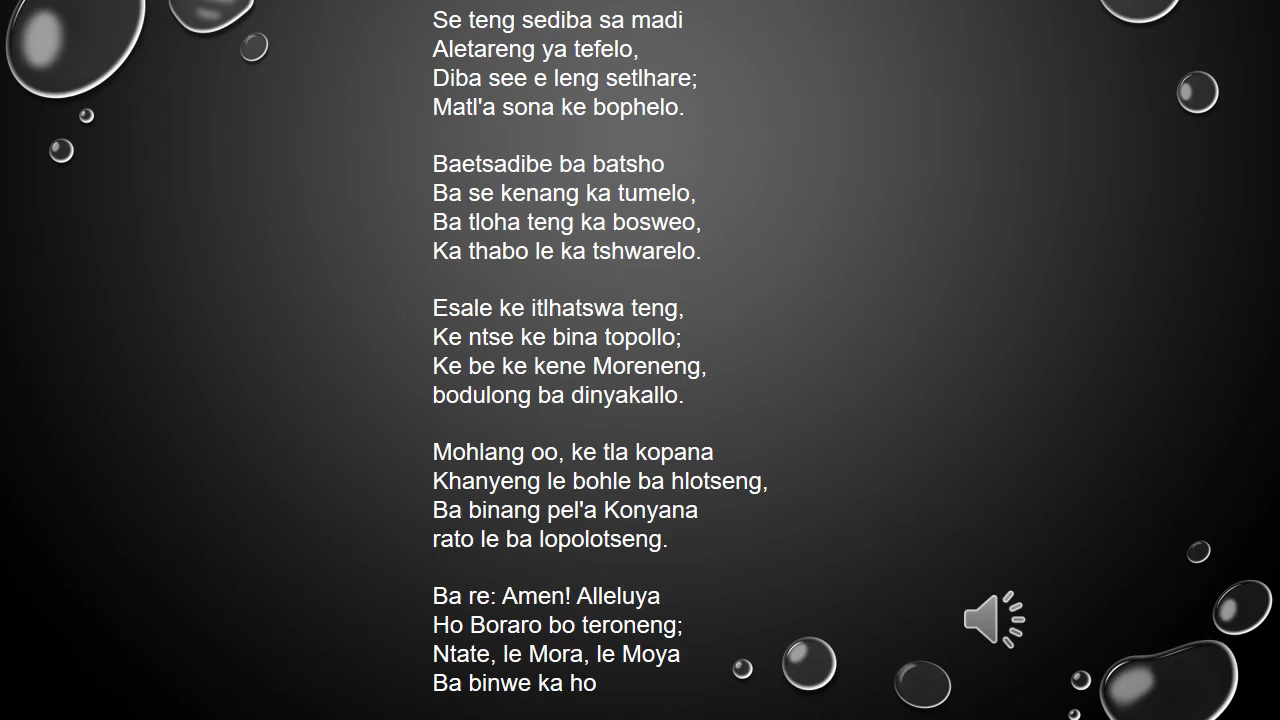 Se teng sediba sa madi
Aletareng ya tefelo,
Diba see e leng setlhare;
Matl'a sona ke bophelo.

Baetsadibe ba batsho
Ba se kenang ka tumelo,
Ba tloha teng ka bosweo,
Ka thabo le ka tshwarelo.

Esale ke itlhatswa teng,
Ke ntse ke bina topollo;
Ke be ke kene Moreneng,
bodulong ba dinyakallo.

Mohlang oo, ke tla kopana
Khanyeng le bohle ba hlotseng,
Ba binang pel'a Konyana
rato le ba lopolotseng.

Ba re: Amen! Alleluya
Ho Boraro bo teroneng;
Ntate, le Mora, le Moya
Ba binwe ka ho